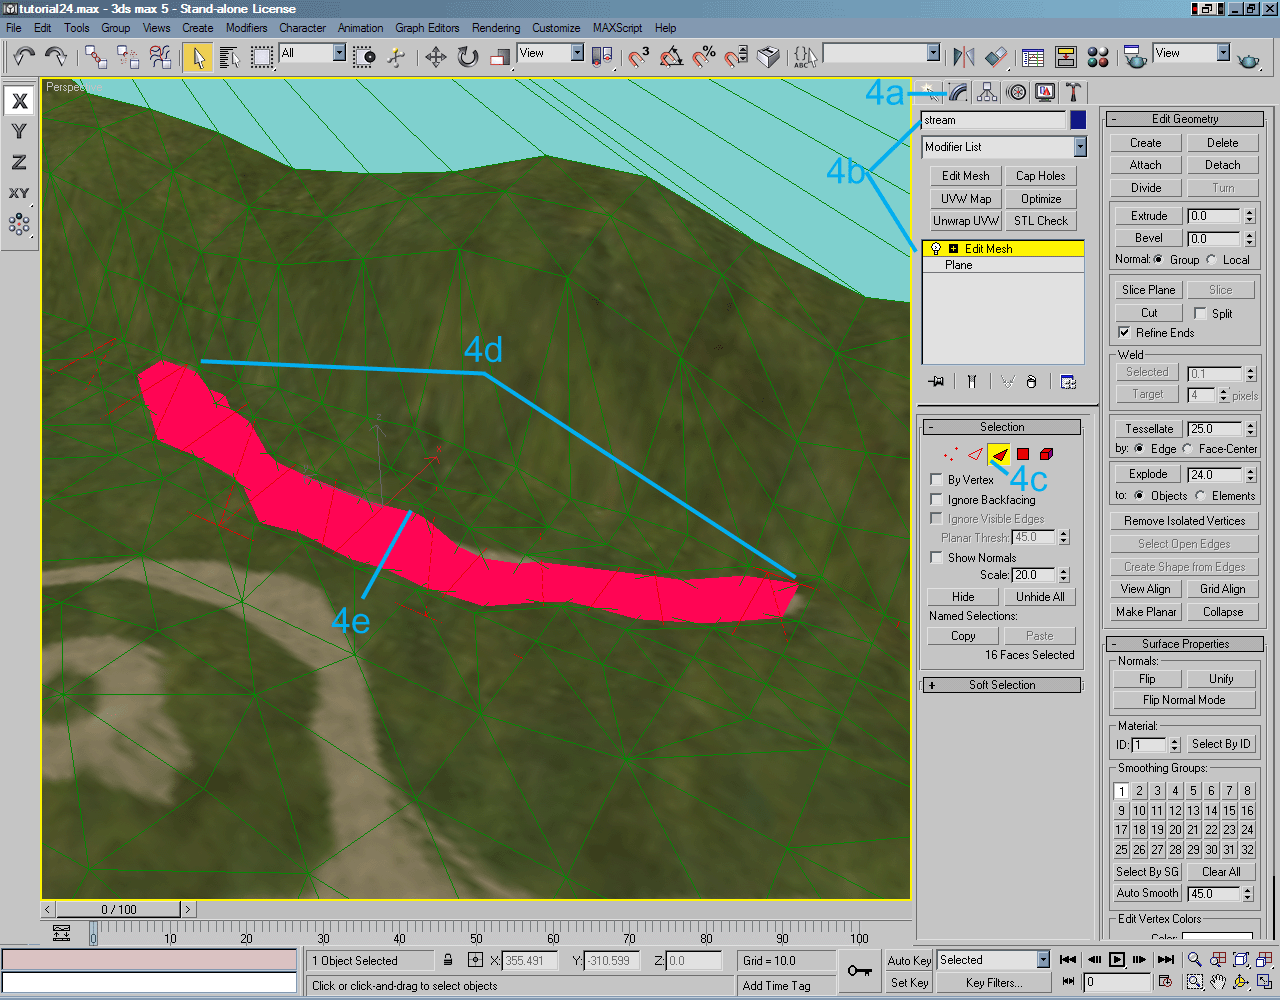 tutorial24.max - 3ds max 5 - Stand-alone License
File Edit Tools Group Views Create Modifiers Character Animation Graph Editors Rendering Customize MAXScript Help
All
View
3
%
ABC
View
X
Y
Z
XY
4a
stream
4b
Modifier List
Edit Mesh Cap Holes
UVW Map Optimize
Unwrap UVW STL Check
Edit Mesh
Plane
4d
4e
z
x
Selection
4c
By Vertex
Ignore Backfacing
Ignore Visible Edges
Planar Thresh: 45.0
Show Normals
Scale: 20.0
Hide Unhide All
Named Selections:
Copy Paste
16 Faces Selected
Soft Selection
Edit Geometry
Create Delete
Attach Detach
Divide Turn
Extrude 0.0
Bevel 0.0
Normal: Group Local
Slice Plane Slice
Cut Split
Refine Ends
Weld
Selected 0.1
Target 4 pixels
Tessellate 25.0
by: Edge Face-Center
Explode 24.0
to: Objects Elements
Remove Isolated Vertices
Select Open Edges
Create Shape from Edges
View Align Grid Align
Make Planar Collapse
Surface Properties
Normals:
Flip Unify
Flip Normal Mode
Material:
ID: 1 Select By ID
Smoothing Groups:
1 2 3 4 5 6 7 8
9 10 11 12 13 14 15 16
17 18 19 20 21 22 23 24
25 26 27 28 29 30 31 32
Select By SG Clear All
Auto Smooth 45.0
Edit Vertex Colors
< 0 / 100 >
0 10 20 30 40 50 60 70 80 90 100
1 Object Selected X: 355.491 Y: -310.599 Z: 0.0 Grid = 10.0
Auto Key Selected
Click or click-and-drag to select objects Add Time Tag
Set Key Key Filters... 0